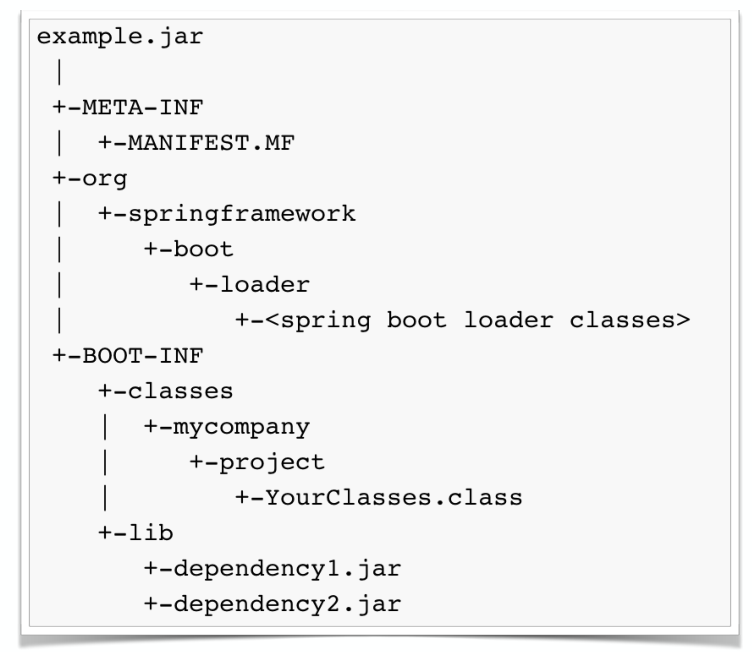 example.jar
 |
 +-META-INF
 |  +-MANIFEST.MF
 +-org
 |  +-springframework
 |     +-boot
 |        +-loader
 |           +-<spring boot loader classes>
 +-BOOT-INF
    +-classes
    |  +-mycompany
    |     +-project
    |        +-YourClasses.class
    +-lib
       +-dependency1.jar
       +-dependency2.jar